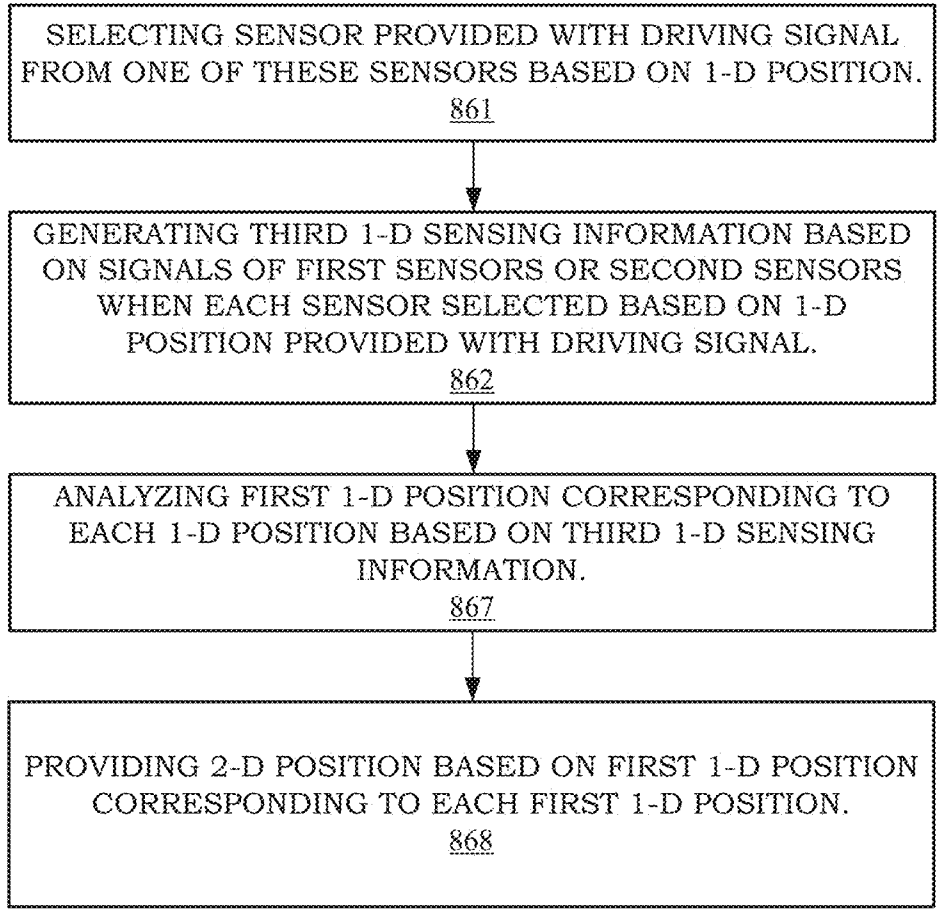 SELECTING SENSOR PROVIDED WITH DRIVING SIGNAL
FROM ONE OF THESE SENSORS BASED ON 1-D POSITION.
861
GENERATING THIRD 1-D SENSING INFORMATION BASED
ON SIGNALS OF FIRST SENSORS OR SECOND SENSORS
WHEN EACH SENSOR SELECTED BASED ON 1-D
POSITION PROVIDED WITH DRIVING SIGNAL.
862
ANALYZING FIRST 1-D POSITION CORRESPONDING TO
EACH 1-D POSITION BASED ON THIRD 1-D SENSING
INFORMATION.
867
PROVIDING 2-D POSITION BASED ON FIRST 1-D POSITION
CORRESPONDING TO EACH FIRST 1-D POSITION.
868